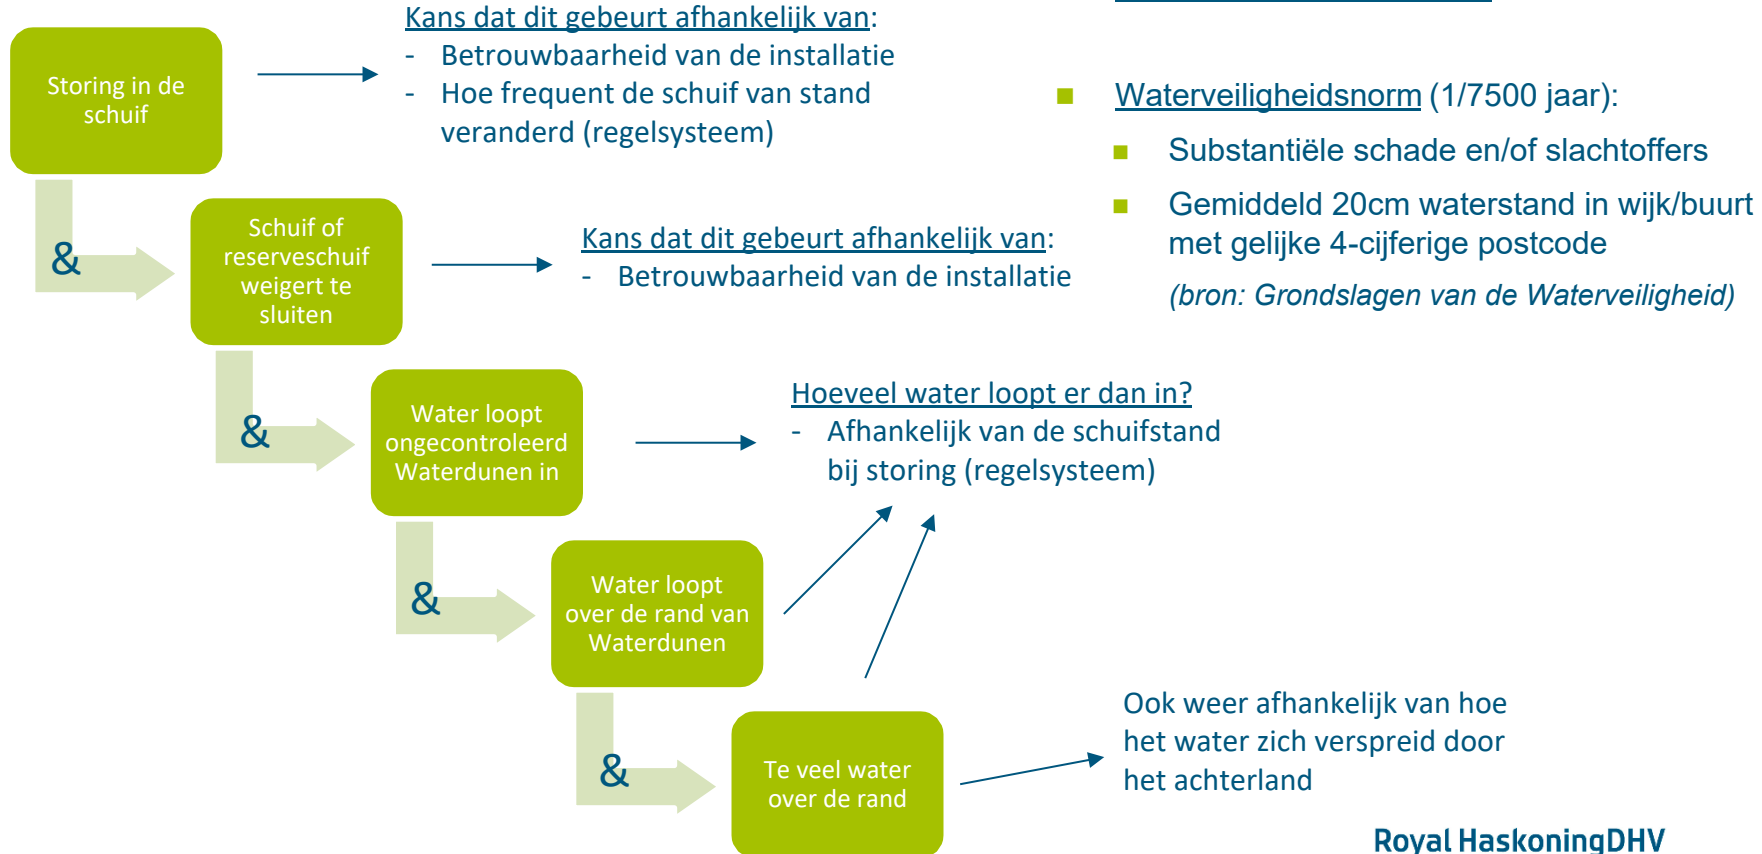 Kans dat dit gebeurt afhankelijk van:
- Betrouwbaarheid van de installatie
- Hoe frequent de schuif van stand
veranderd (regelsysteem)
Storing in de
schuif
&
Schuif of
reserveschuif
weigert te
sluiten
Kans dat dit gebeurt afhankelijk van:
- Betrouwbaarheid van de installatie
&
Water loopt
ongecontroleerd
Waterdunen in
Hoeveel water loopt er dan in?
- Afhankelijk van de schuifstand
bij storing (regelsysteem)
&
Water loopt
over de rand van
Waterdunen
&
Te veel water
over de rand
Ook weer afhankelijk van hoe
het water zich verspreid door
het achterland
Waterveiligheidsnorm (1/7500 jaar):
Substantiële schade en/of slachtoffers
Gemiddeld 20cm waterstand in wijk/buurt
met gelijke 4-cijferige postcode
(bron: Grondslagen van de Waterveiligheid)
Royal HaskoningDHV